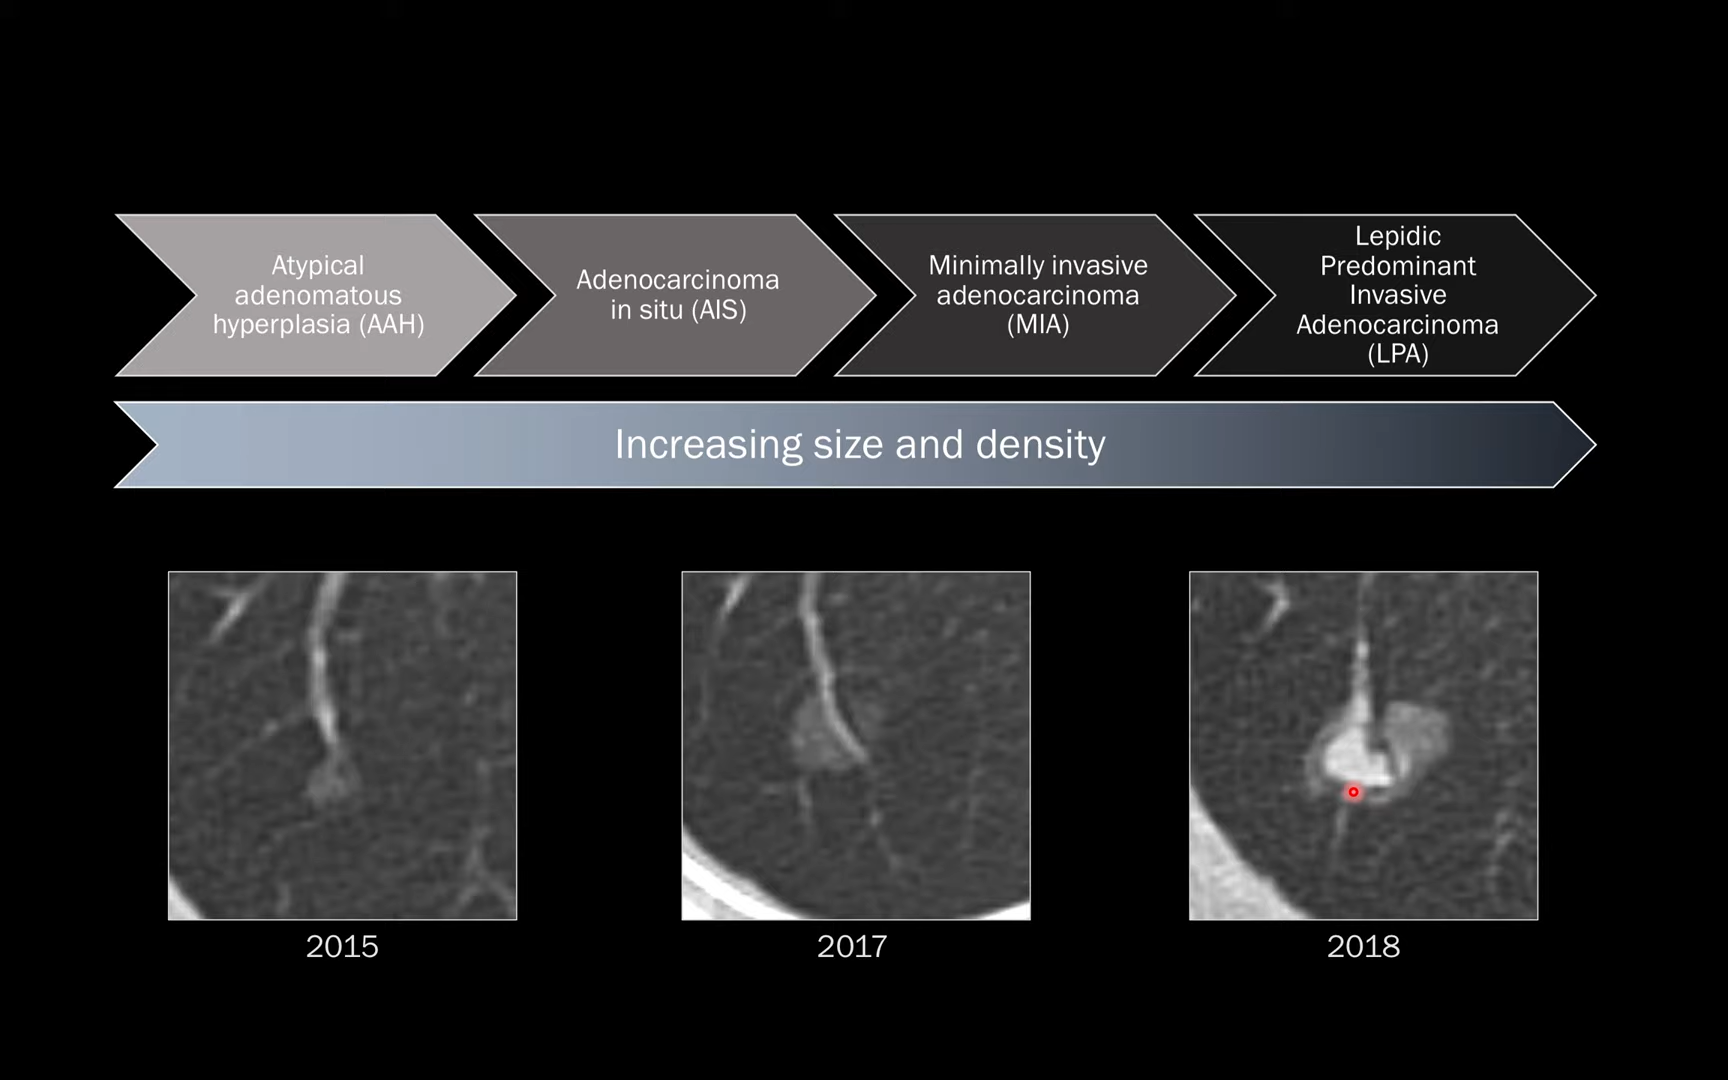 Atypical
adenomatous
hyperplasia (AAH)
Adenocarcinoma
in situ (AIS)
Minimally invasive
adenocarcinoma
(MIA)
Lepidic
Predominant
Invasive
Adenocarcinoma
(LPA)
Increasing size and density
2015
2017
2018